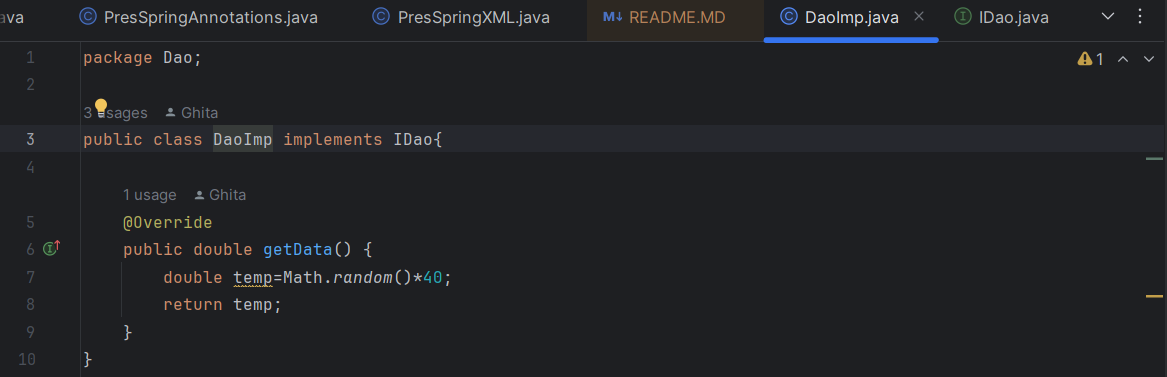 ava PresSpringAnnotations.java PresSpringXML.java M↓ README.MD DaoImp.java IDao.java
1 package Dao; 1
2
3 usages Ghita
3 public class DaoImp implements IDao{
4
1 usage Ghita
5 @Override
6 public double getData() {
7 double temp=Math.random()*40;
8 return temp;
9 }
10 }